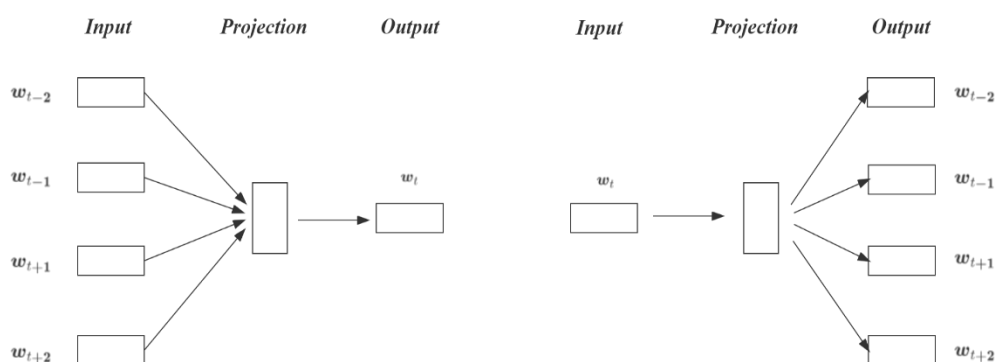 Input Projection Output Input Projection Output
w_{t-2} w_{t-2}
w_{t-1} w_t w_t w_{t-1}
w_{t+1} w_{t+1}
w_{t+2} w_{t+2}